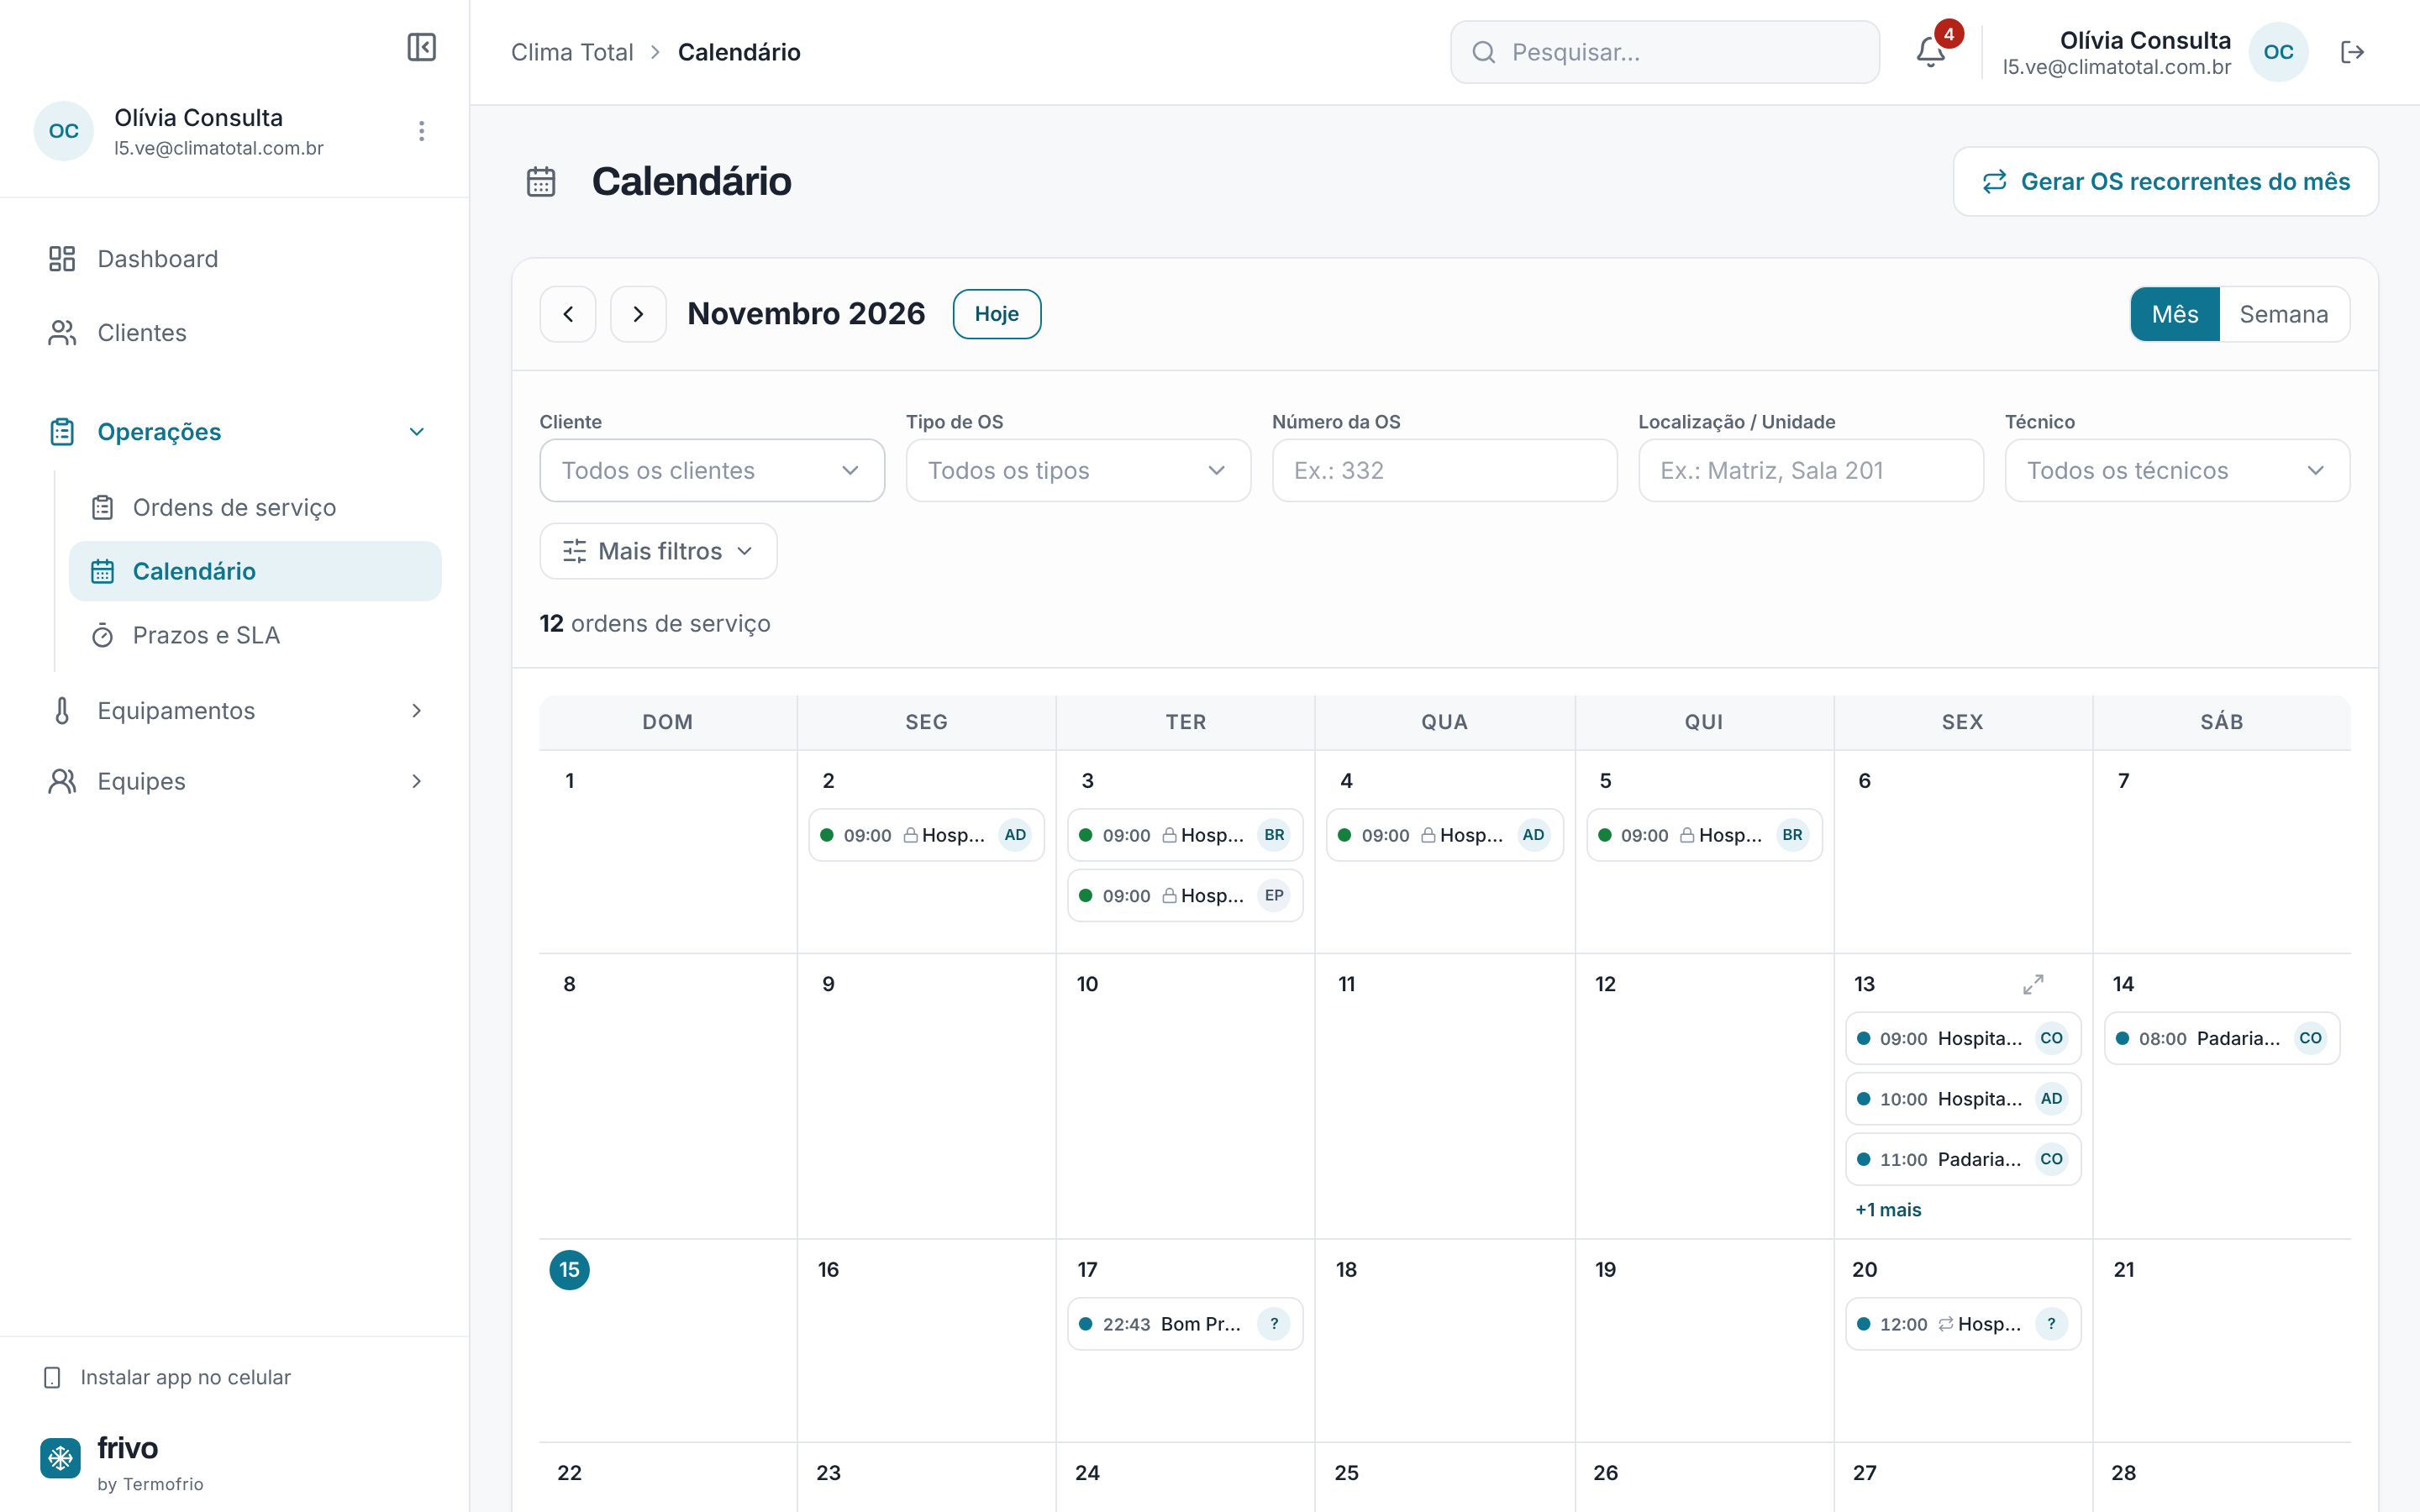 OC
Olívia Consulta
l5.ve@climatotal.com.br
Dashboard
Clientes
Operações
Ordens de serviço
Calendário
Prazos e SLA
Equipamentos
Equipes
Instalar app no celular
frivo
by Termofrio
Clima Total > Calendário
Pesquisar...
4
Olívia Consulta
l5.ve@climatotal.com.br
OC
Calendário
Gerar OS recorrentes do mês
Novembro 2026
Hoje
Mês Semana
Cliente Tipo de OS Número da OS Localização / Unidade Técnico
Todos os clientes Todos os tipos Ex.: 332 Ex.: Matriz, Sala 201 Todos os técnicos
Mais filtros
12 ordens de serviço
DOM SEG TER QUA QUI SEX SÁB
1 2 3 4 5 6 7
09:00 Hosp... AD 09:00 Hosp... BR 09:00 Hosp... AD 09:00 Hosp... BR
09:00 Hosp... EP
8 9 10 11 12 13 14
09:00 Hospita... CO 08:00 Padaria... CO
10:00 Hospita... AD
11:00 Padaria... CO
+1 mais
15 16 17 18 19 20 21
22:43 Bom Pr... ? 12:00 Hosp... ?
22 23 24 25 26 27 28